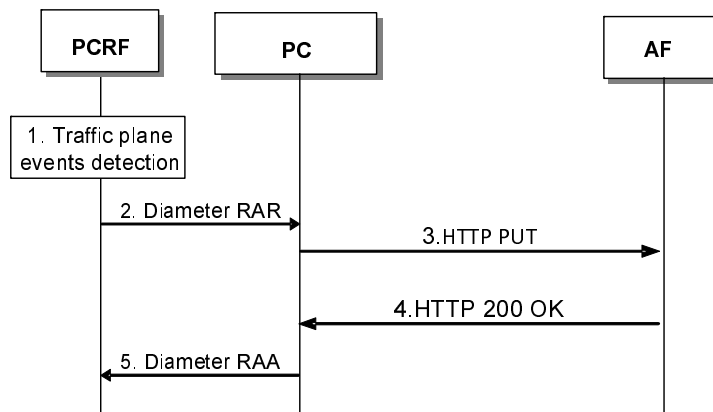 PCRF
PC
AF
1. Traffic plane
events detection
2. Diameter RAR
3.HTTP PUT
4.HTTP 200 OK
5. Diameter RAA